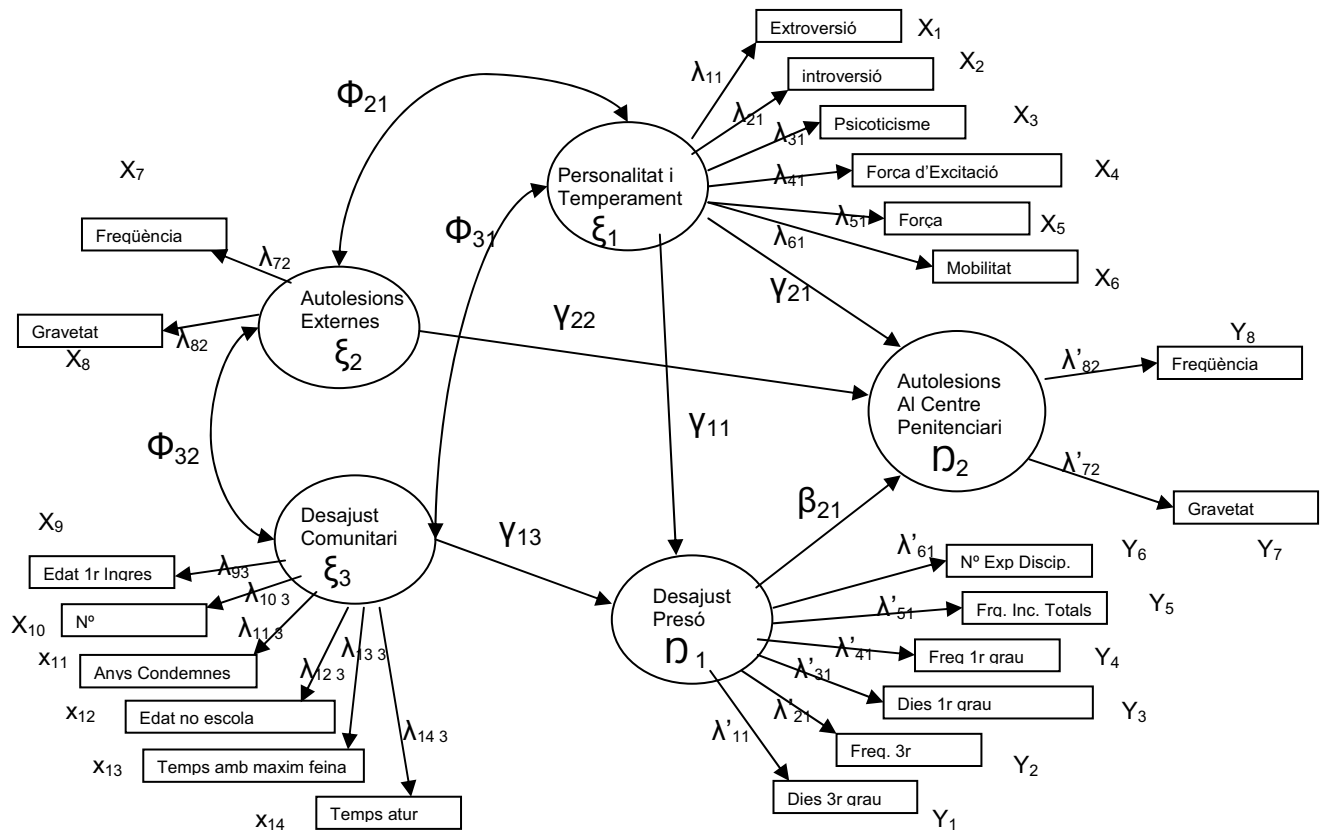 Extroversió
X1
λ11
introversió
X2
λ21
Psicoticisme
X3
λ31
Forca d'Excitació
X4
λ41
Força
X5
λ51
λ61
Mobilitat
X6
Φ21
Personalitat i
Temperament
ξ1
Φ31
X7
Freqüència
λ72
Autolesions
Externes
ξ2
Gravetat
λ82
X8
γ21
γ22
Y8
λ'82
Freqüència
Autolesions
Al Centre
Penitenciari
η2
λ'72
Gravetat
Y7
γ11
Φ32
β21
Desajust
Comunitari
ξ3
γ13
X9
Edat 1r Ingres
λ93
X10
Nº
λ10 3
x11
Anys Condemnes
λ11 3
x12
Edat no escola
λ12 3
x13
Temps amb maxim feina
λ13 3
x14
Temps atur
λ14 3
Desajust
Presó
η 1
λ'61
Nº Exp Discip.
Y6
λ'51
Frq. Inc. Totals
Y5
λ'41
Freq 1r grau
Y4
λ'31
Dies 1r grau
Y3
λ'21
Freq. 3r
Y2
λ'11
Dies 3r grau
Y1